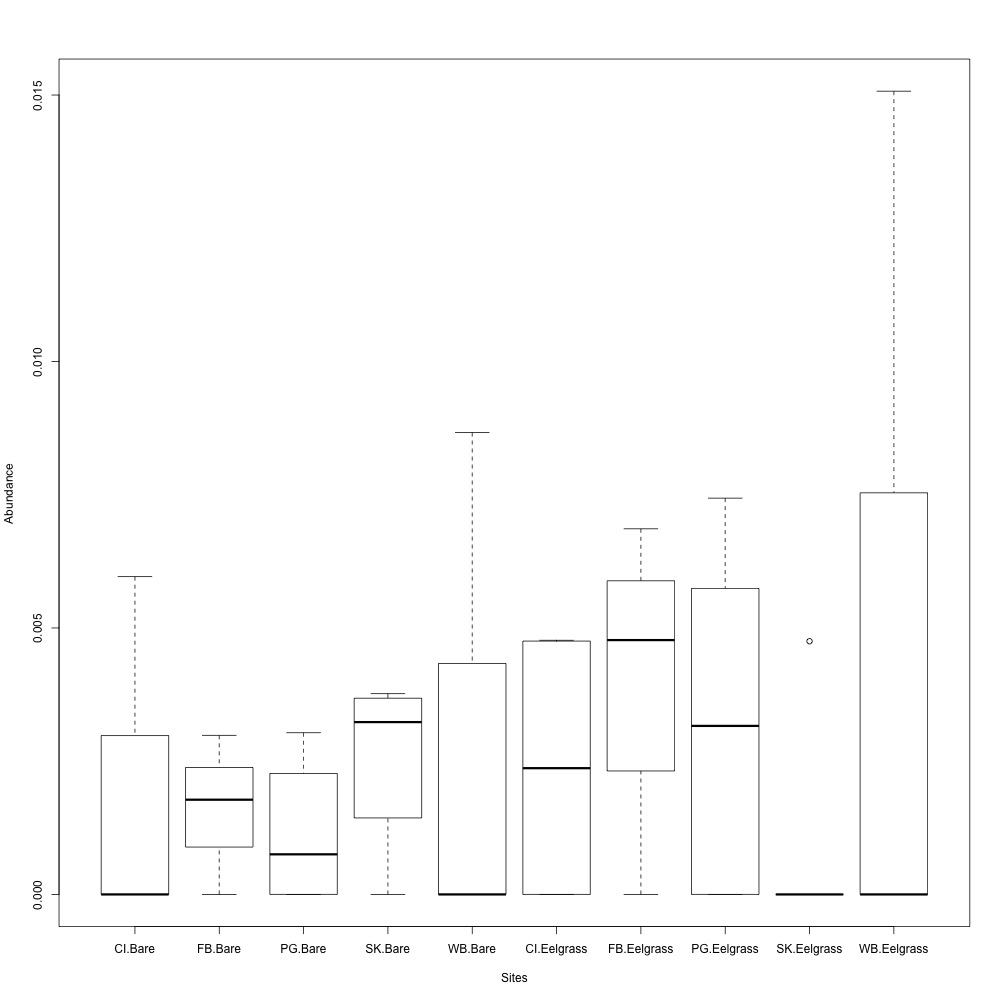 0.015
0.010
0.005
0.000
Abundance
CI.Bare FB.Bare PG.Bare SK.Bare WB.Bare CI.Eelgrass FB.Eelgrass PG.Eelgrass SK.Eelgrass WB.Eelgrass
Sites